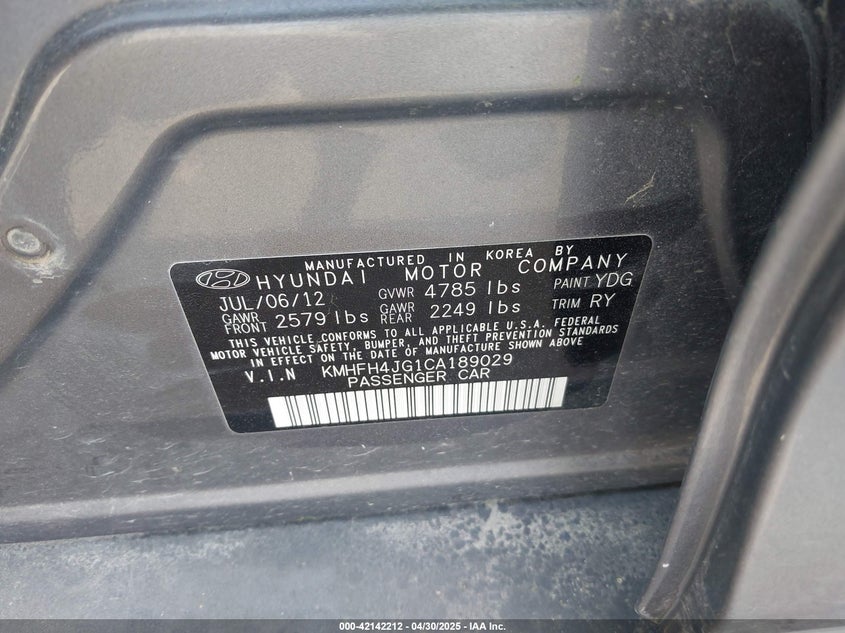 MANUFACTURED IN KOREA BY
HYUNDAI MOTOR COMPANY
JUL/06/12 GVWR 4785 lbs PAINT YDG
GAWR FRONT 2579 lbs GAWR REAR 2249 lbs TRIM RY
THIS VEHICLE CONFORMS TO ALL APPLICABLE U.S.A. FEDERAL
MOTOR VEHICLE SAFETY, BUMPER, AND THEFT PREVENTION STANDARDS
IN EFFECT ON THE DATE OF MANUFACTURE SHOWN ABOVE
V.I.N KMHFH4JG1CA189029
PASSENGER CAR
000-42142212 - 04/30/2025 - IAA Inc.